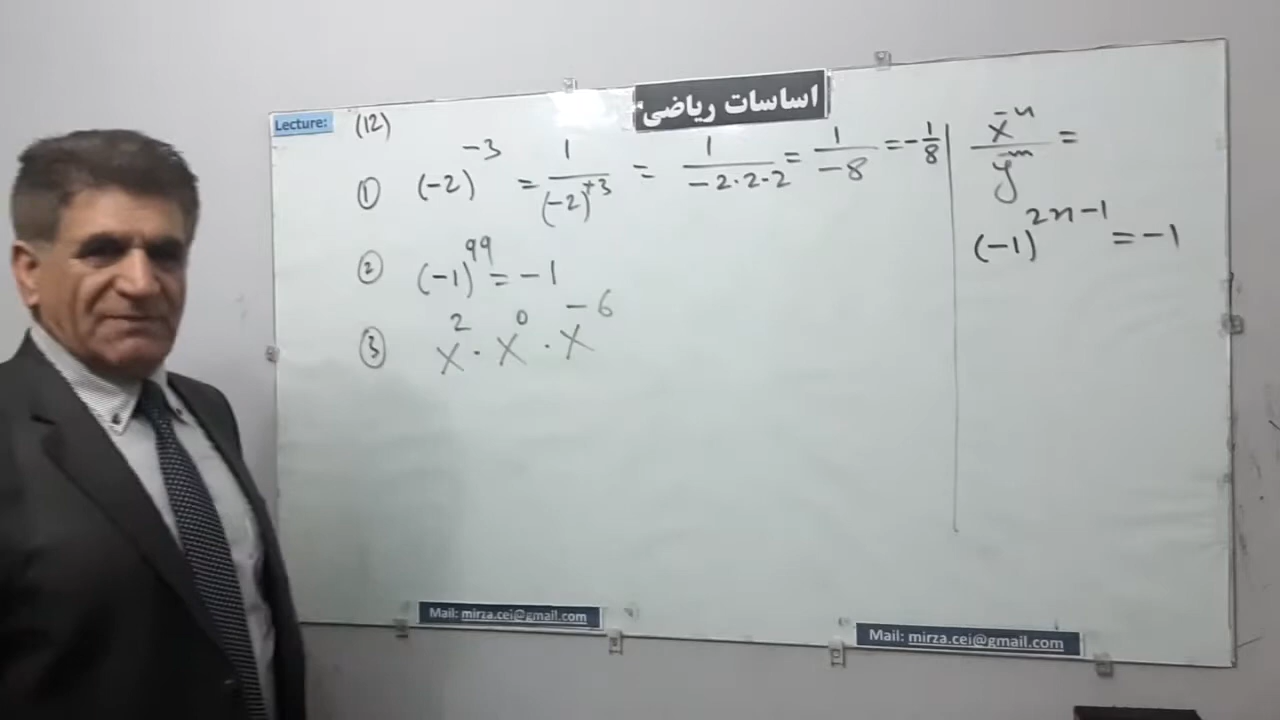 اساسات ریاضی
Lecture: (12)
① (-2)^-3 = 1/(-2)^+3 = 1/-2·2·2 = 1/-8 = -1/8
② (-1)^99 = -1
③ x^2 · x^0 · x^-6
x^-n/y^-m =
(-1)^2n-1 = -1
Mail: mirza.cei@gmail.com
Mail: mirza.cei@gmail.com